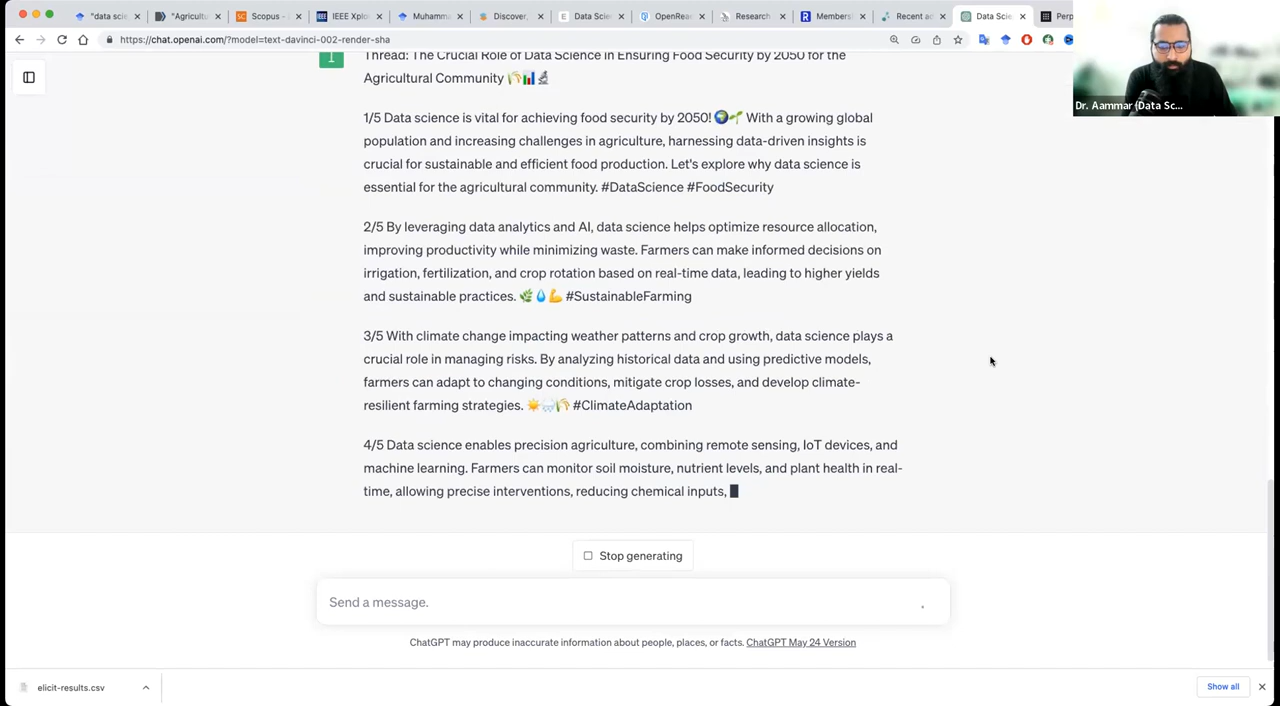 "data scie
"Agricultu
Scopus -
IEEE Xplo
Muhamm
Discover,
Data Scie
OpenRea
Research
Members
Recent ad
Data Scie
Perp
https://chat.openai.com/?model=text-davinci-002-render-sha
Dr. Aammar (Data Sc...
Thread: The Crucial Role of Data Science in Ensuring Food Security by 2050 for the
Agricultural Community 🌾📊🔬
1/5 Data science is vital for achieving food security by 2050! 🌍🌱 With a growing global
population and increasing challenges in agriculture, harnessing data-driven insights is
crucial for sustainable and efficient food production. Let's explore why data science is
essential for the agricultural community. #DataScience #FoodSecurity
2/5 By leveraging data analytics and AI, data science helps optimize resource allocation,
improving productivity while minimizing waste. Farmers can make informed decisions on
irrigation, fertilization, and crop rotation based on real-time data, leading to higher yields
and sustainable practices. 🌿💧💪 #SustainableFarming
3/5 With climate change impacting weather patterns and crop growth, data science plays a
crucial role in managing risks. By analyzing historical data and using predictive models,
farmers can adapt to changing conditions, mitigate crop losses, and develop climate-
resilient farming strategies. ☀️🌧️🌾 #ClimateAdaptation
4/5 Data science enables precision agriculture, combining remote sensing, IoT devices, and
machine learning. Farmers can monitor soil moisture, nutrient levels, and plant health in real-
time, allowing precise interventions, reducing chemical inputs,
Stop generating
Send a message.
ChatGPT may produce inaccurate information about people, places, or facts. ChatGPT May 24 Version
elicit-results.csv
Show all